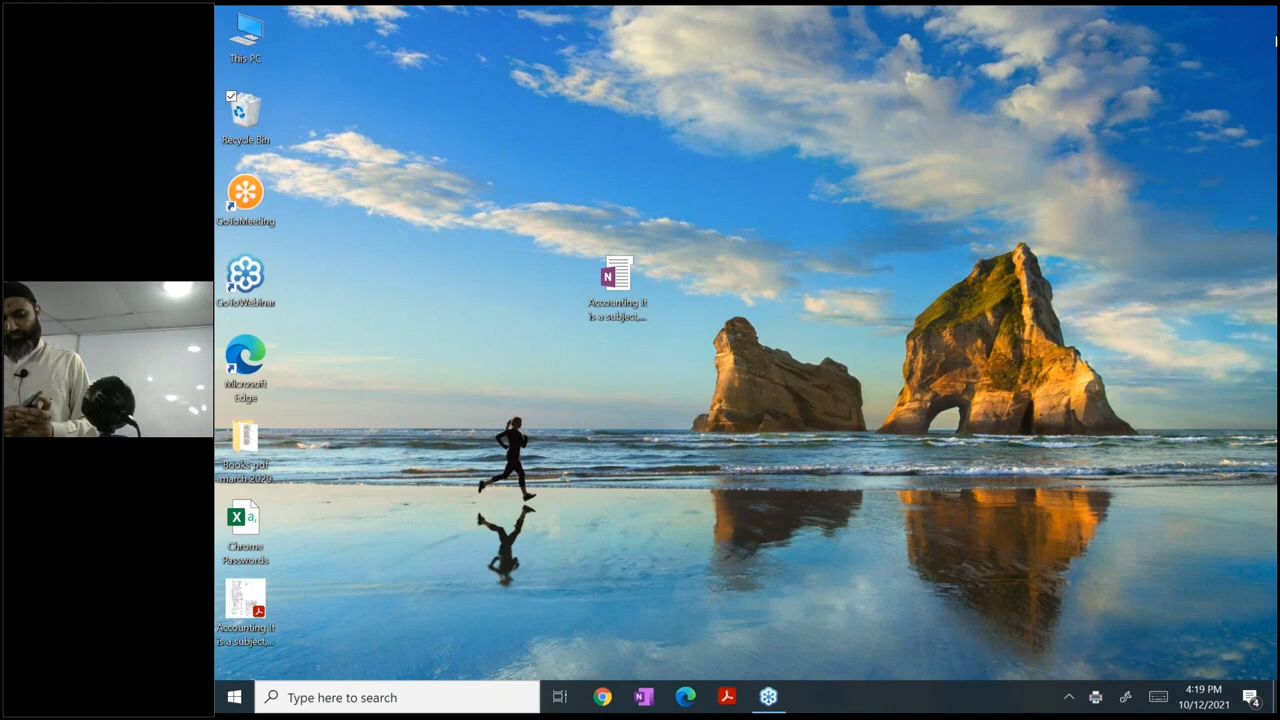 This PC
Recycle Bin
GoToMeeting
GoToWebinar
Microsoft
Edge
Books pdf
march 2020
X a,
Chrome
Passwords
Accounting It
is a subject,...
N
Accounting It
is a subject,...
Type here to search
N
4:19 PM
10/12/2021
4